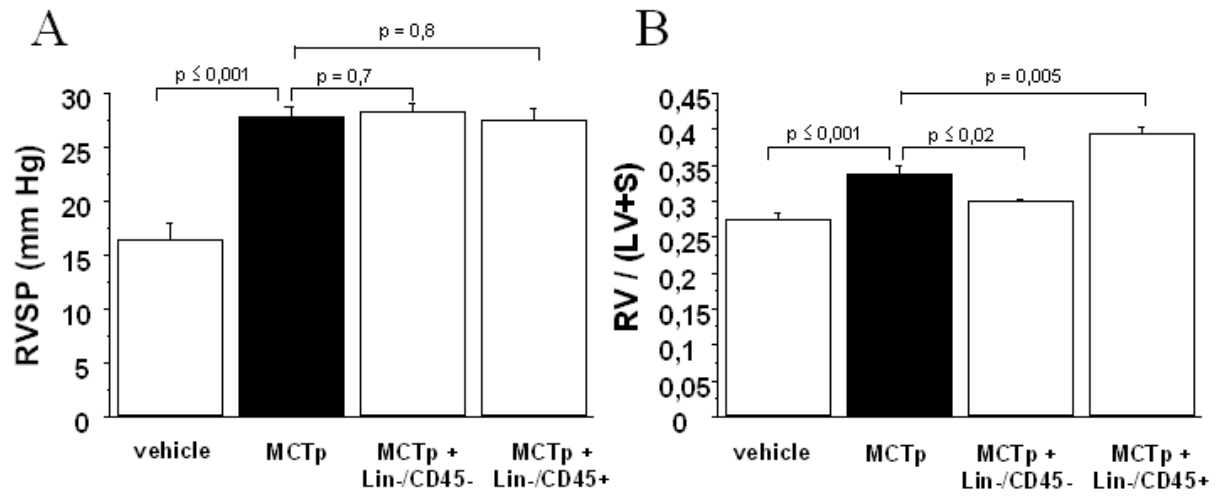 A
p = 0,8
p ≤ 0,001
p = 0,7
RVSP (mm Hg)
30
25
20
15
10
5
0
vehicle
MCTp
MCTp +
Lin-/CD45-
MCTp +
Lin-/CD45+
B
p = 0,005
p ≤ 0,001
p ≤ 0,02
RV / (LV+S)
0,45
0,4
0,35
0,3
0,25
0,2
0,15
0,1
0,05
0
vehicle
MCTp
MCTp +
Lin-/CD45-
MCTp +
Lin-/CD45+